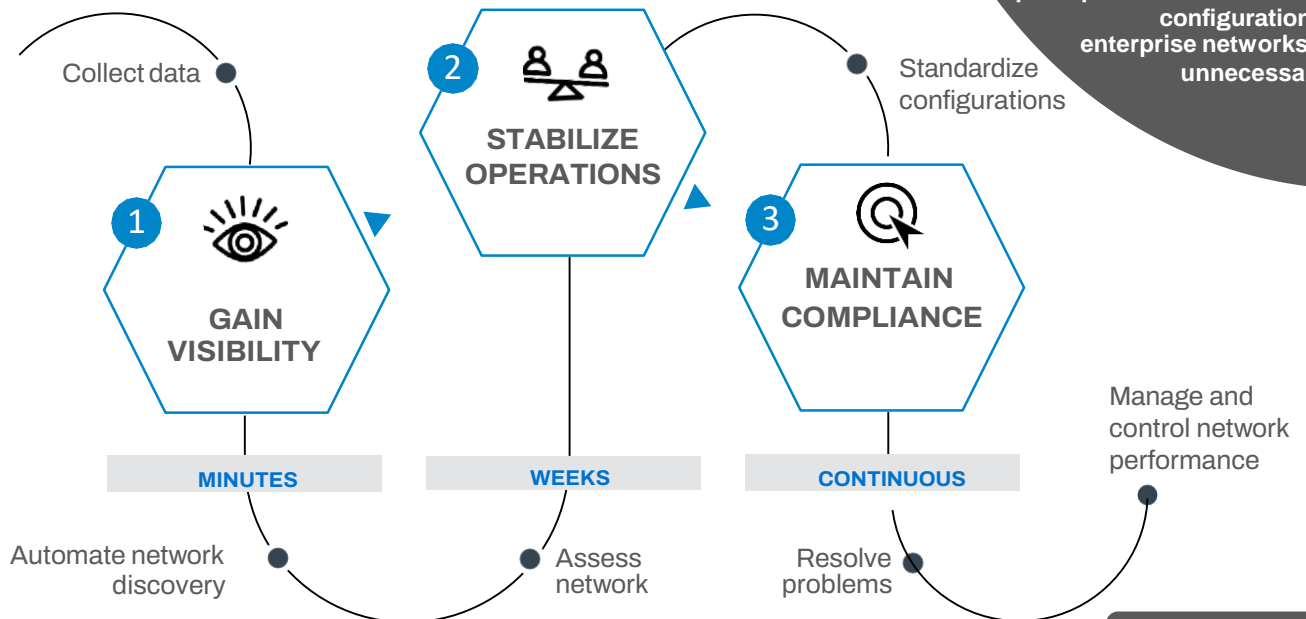 configuration
enterprise networks
Collect data
2
Standardize
configurations
STABILIZE
OPERATIONS
1
GAIN
VISIBILITY
3
MAINTAIN
COMPLIANCE
Manage and
control network
performance
MINUTES
WEEKS
CONTINUOUS
Automate network
discovery
Assess
network
Resolve
problems